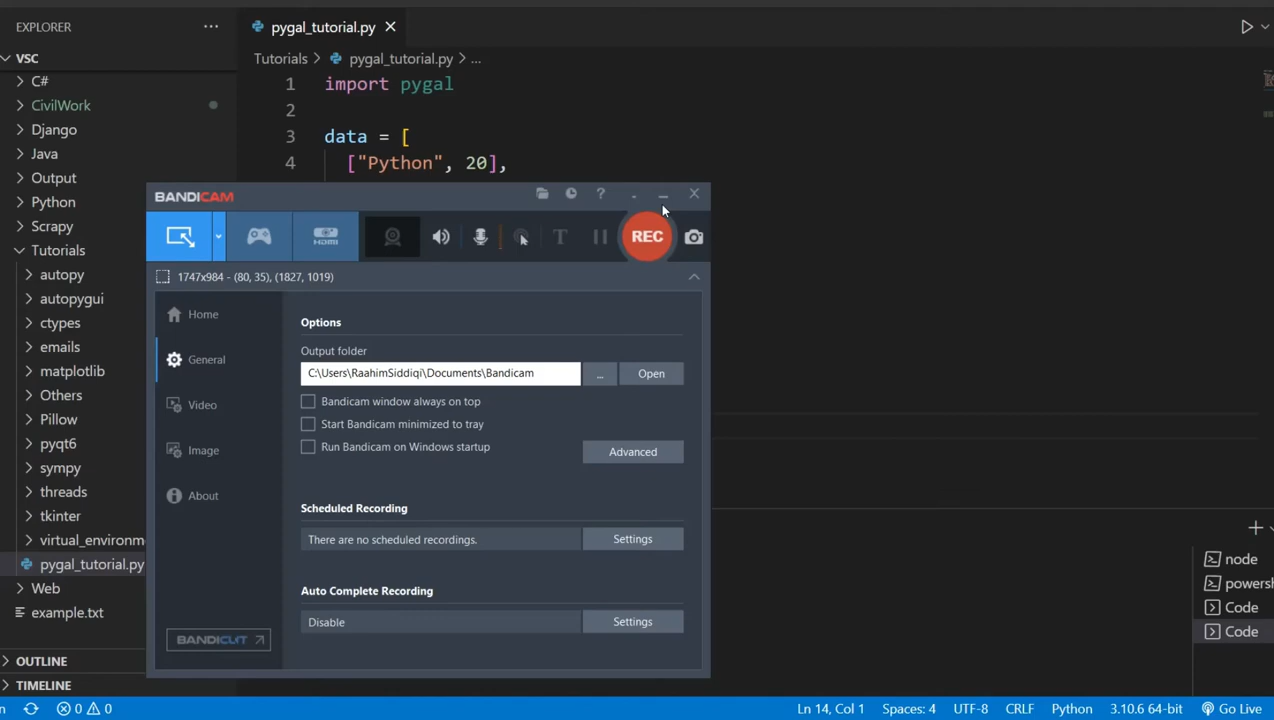 EXPLORER
···
pygal_tutorial.py
VSC
Tutorials > pygal_tutorial.py > ...
C#
CivilWork
Django
Java
Output
Python
Scrapy
Tutorials
autopy
autopygui
ctypes
emails
matplotlib
Others
Pillow
pyqt6
sympy
threads
tkinter
virtual_environm
pygal_tutorial.py
Web
example.txt
OUTLINE
TIMELINE
1 import pygal
2
3 data = [
4 ["Python", 20],
BANDICAM
?
HDMI
T
REC
1747x984 - (80, 35), (1827, 1019)
Home
General
Video
Image
About
BANDICUT
Options
Output folder
C:\Users\RaahimSiddiqi\Documents\Bandicam
...
Open
Bandicam window always on top
Start Bandicam minimized to tray
Run Bandicam on Windows startup
Advanced
Scheduled Recording
There are no scheduled recordings.
Settings
Auto Complete Recording
Disable
Settings
node
powersh
Code
Code
n
0
0
Ln 14, Col 1
Spaces: 4
UTF-8
CRLF
Python
3.10.6 64-bit
Go Live